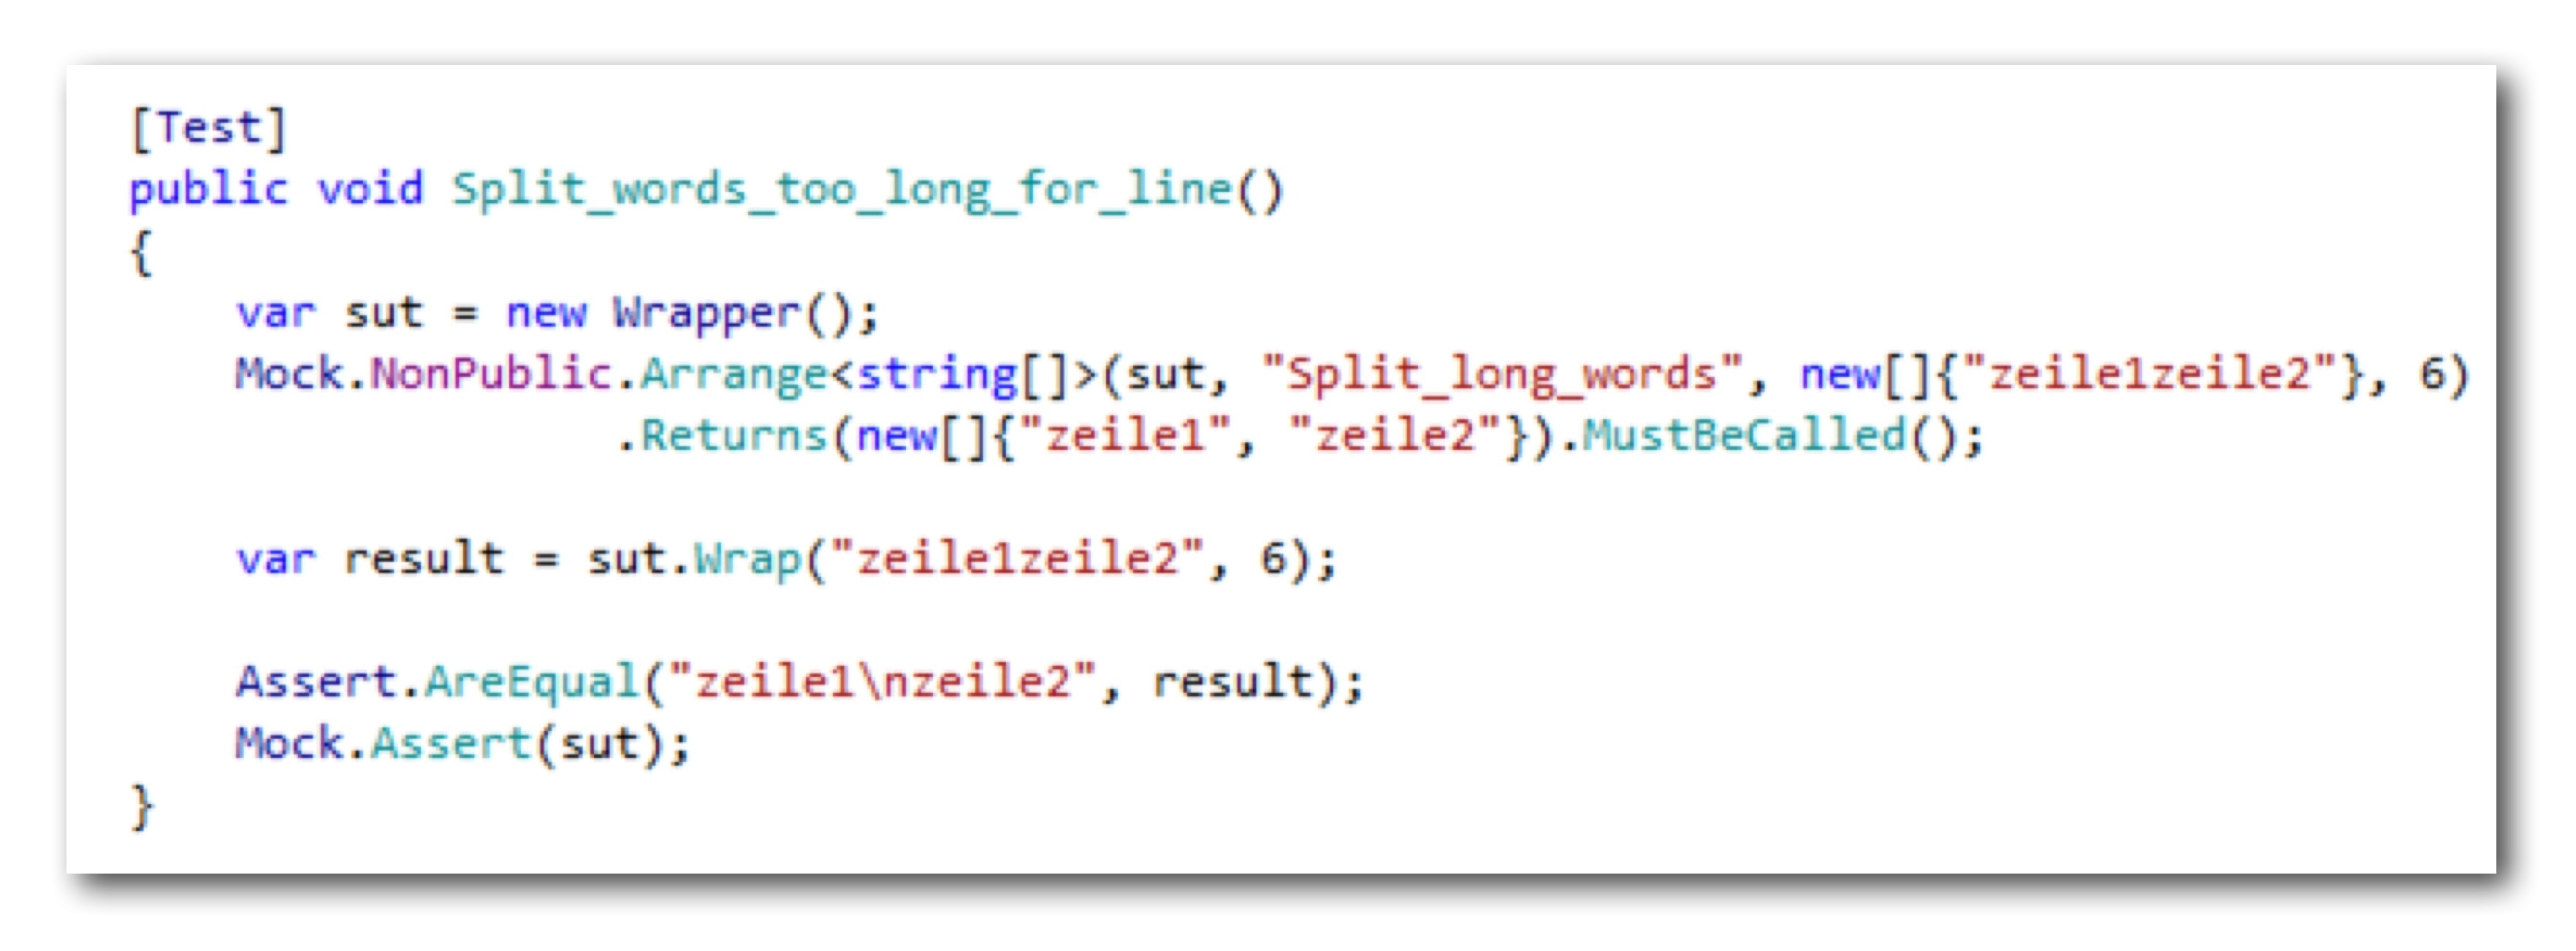 [Test]
public void Split_words_too_long_for_line()
{
    var sut = new Wrapper();
    Mock.NonPublic.Arrange<string[]>(sut, "Split_long_words", new[]{"zeile1zeile2"}, 6)
                  .Returns(new[]{"zeile1", "zeile2"}).MustBeCalled();

    var result = sut.Wrap("zeile1zeile2", 6);

    Assert.AreEqual("zeile1\nzeile2", result);
    Mock.Assert(sut);
}